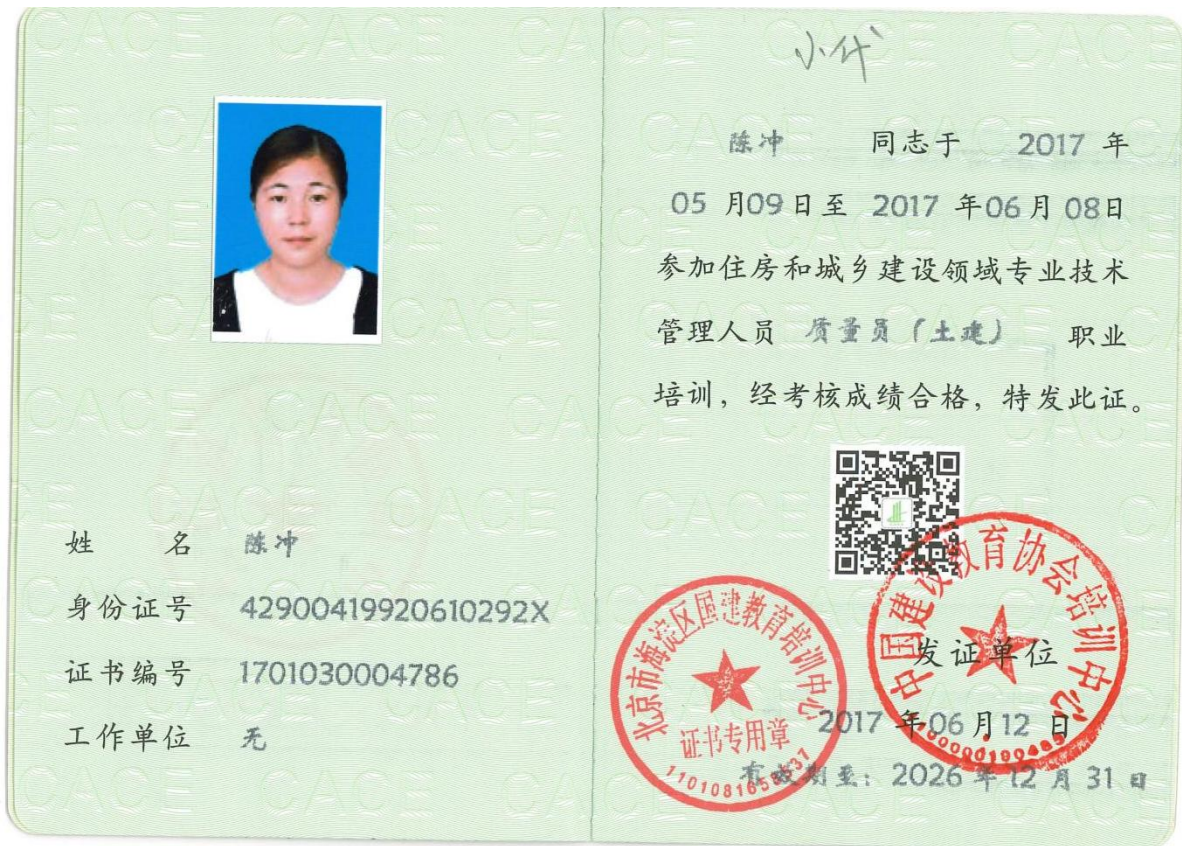 姓 名 陈冲
身份证号 42900419920610292X
证书编号 1701030004786
工作单位 无
小代
陈冲 同志于 2017 年
05 月09日至 2017 年06月 08日
参加住房和城乡建设领域专业技术
管理人员 质量员（土建） 职业
培训，经考核成绩合格，特发此证。
中国建设教育协会培训中心
发证单位
北京市海淀区国建教育培训中心
证书专用章
2017 年06月12 日
有效期至：2026年12月31日